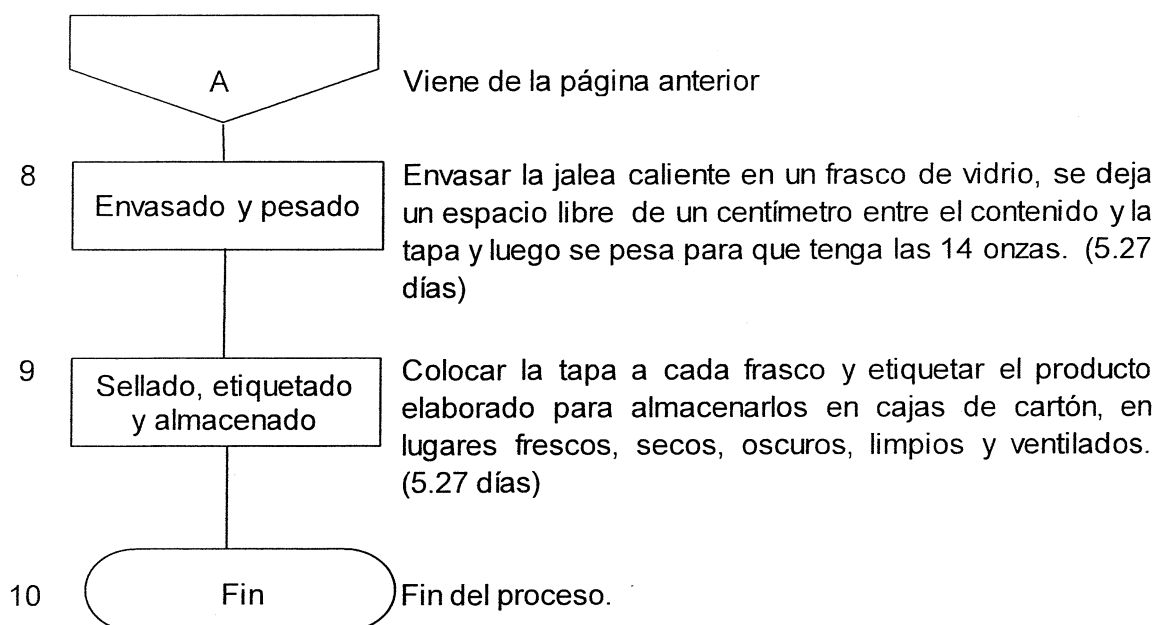 A
Viene de la página anterior
8
Envasado y pesado
Envasar la jalea caliente en un frasco de vidrio, se deja
un espacio libre de un centímetro entre el contenido y la
tapa y luego se pesa para que tenga las 14 onzas. (5.27
días)
9
Sellado, etiquetado
y almacenado
Colocar la tapa a cada frasco y etiquetar el producto
elaborado para almacenarlos en cajas de cartón, en
lugares frescos, secos, oscuros, limpios y ventilados.
(5.27 días)
10
Fin
Fin del proceso.